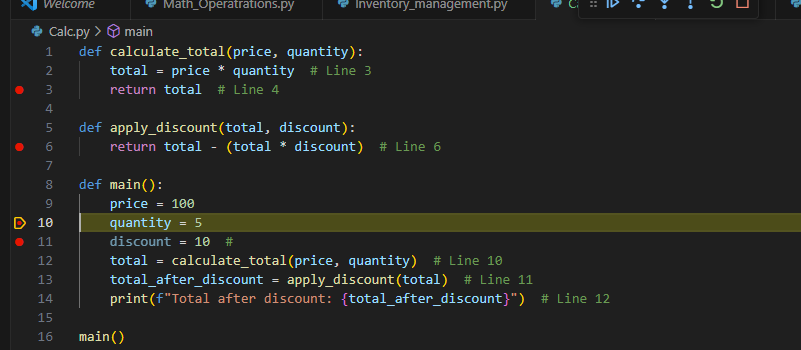 Welcome Math_Operatrations.py Inventory_management.py
Calc.py > main
1 def calculate_total(price, quantity):
2 total = price * quantity # Line 3
3 return total # Line 4
4
5 def apply_discount(total, discount):
6 return total - (total * discount) # Line 6
7
8 def main():
9 price = 100
10 quantity = 5
11 discount = 10 #
12 total = calculate_total(price, quantity) # Line 10
13 total_after_discount = apply_discount(total) # Line 11
14 print(f"Total after discount: {total_after_discount}") # Line 12
15
16 main()